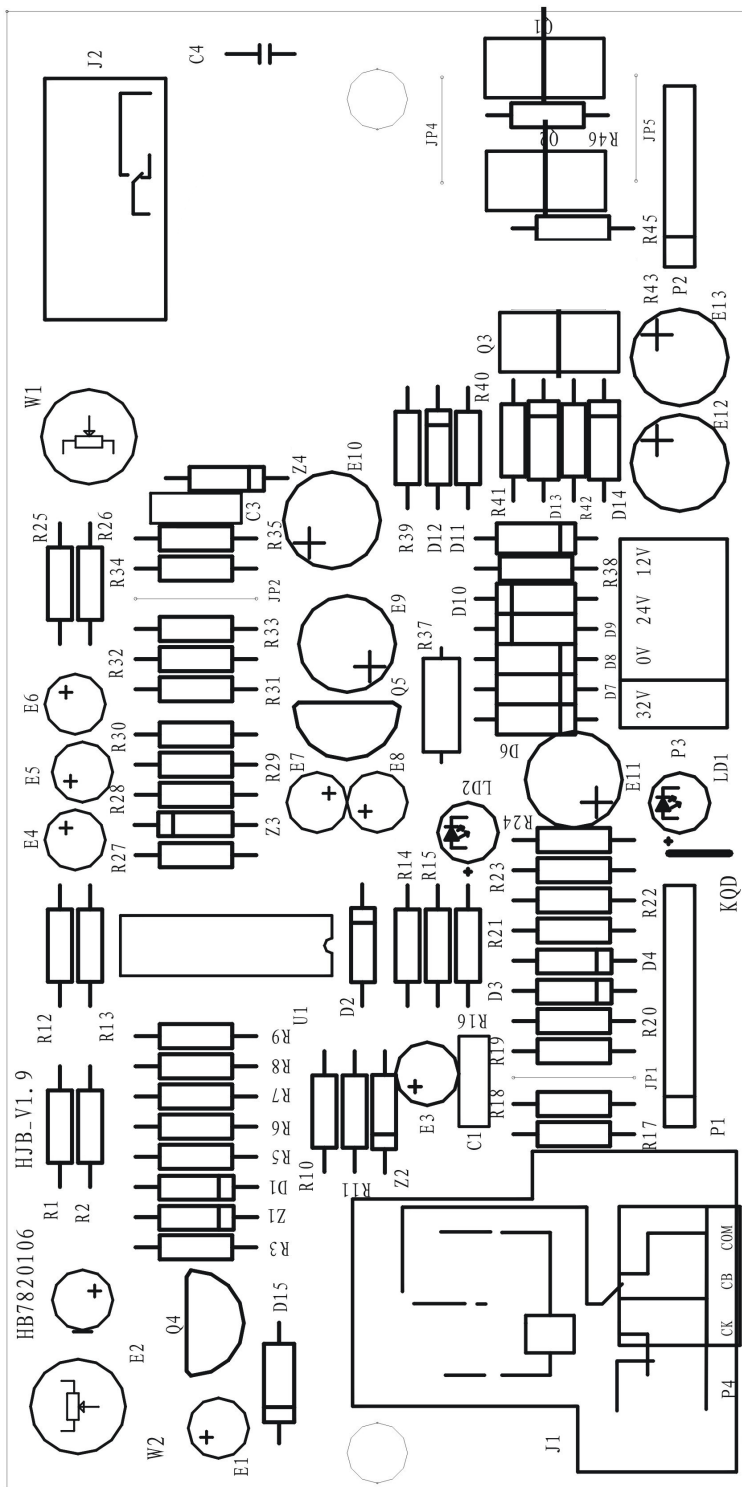 J2
C4
Q1
JP4
Q2
R46
JP5
R45
P2
R43
E13
Q3
R40
E12
W1
Z4
E10
C3
R35
R39
D12
D11
R41
D13
R42
D14
R25
R26
R34
JP2
R38
12V
D10
24V
R33
E9
D9
R32
R37
D8
0V
R31
Q5
D7
32V
E6
R30
D6
P3
E5
R29
E7
E8
E11
LD1
R28
LD2
E4
Z3
R24
R27
R14
R15
R23
KQD
R22
R21
D4
R12
R13
U1
D2
D3
R9
R16
R20
R8
R19
JP1
HJB_V1.9
R7
E3
R18
R6
C1
P1
R5
R10
R17
R1
R2
D1
R11
Z2
Z1
R3
COM
HB7820106
D15
CB
Q4
CK
E2
P4
W2
E1
J1